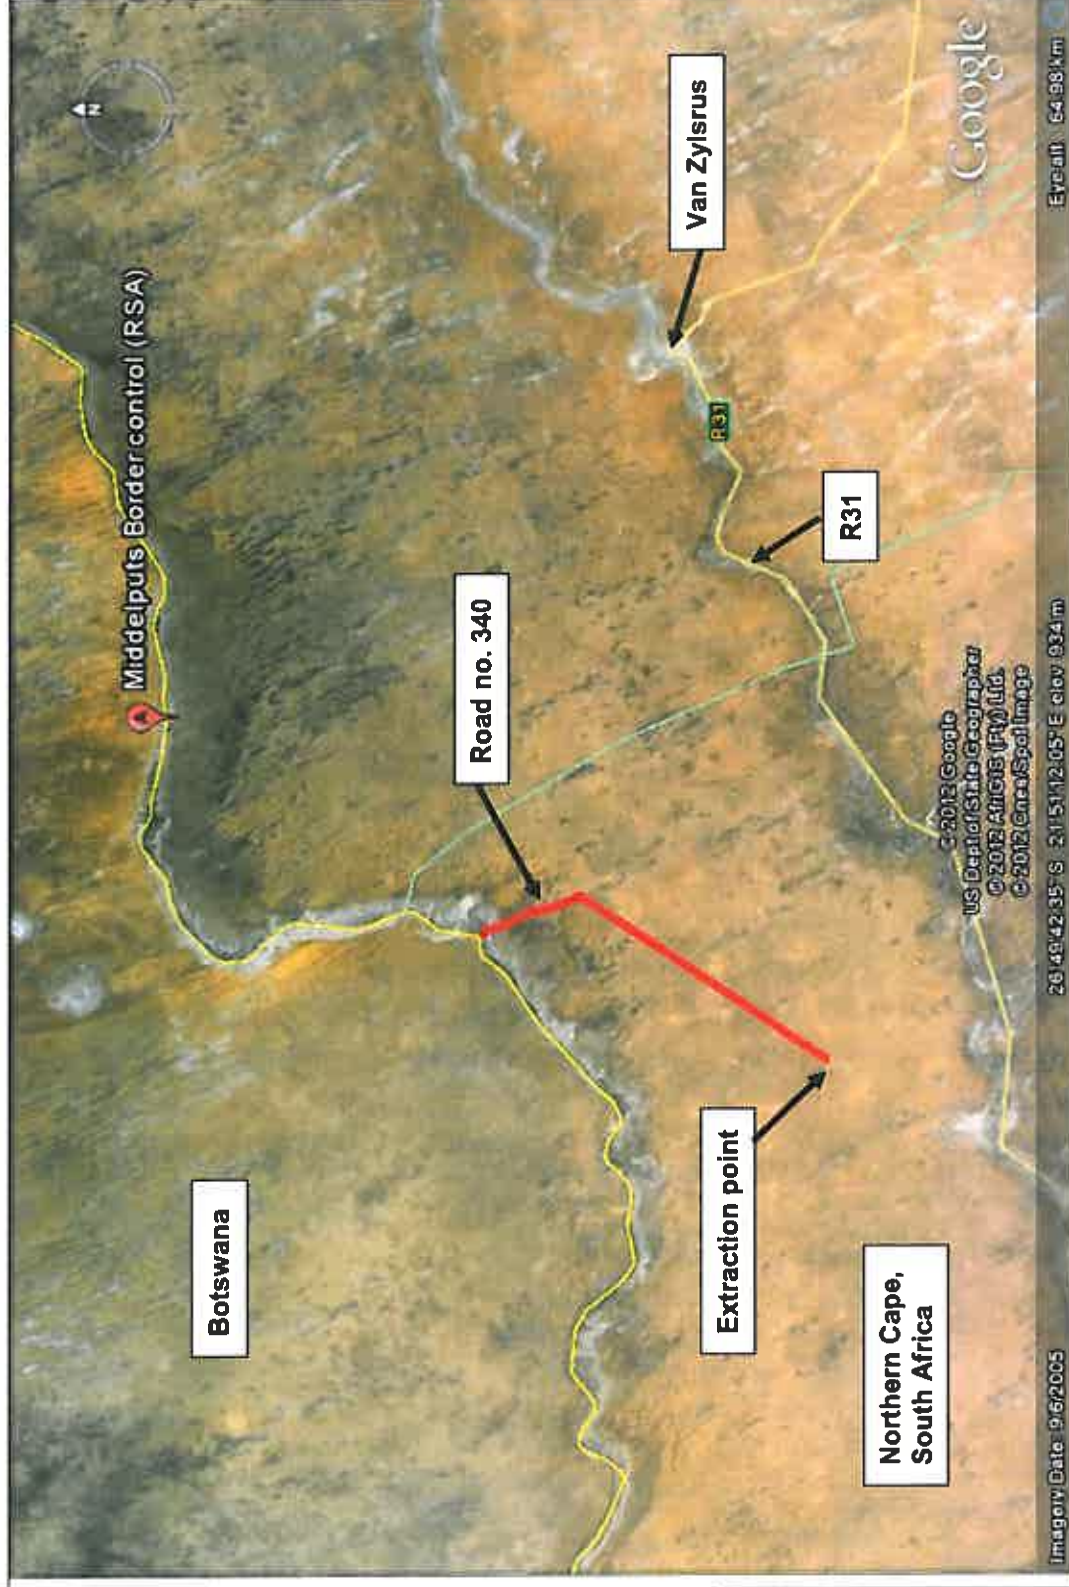 N
Middelputs Border control (RSA)
Botswana
Road no. 340
Van Zylsrus
R31
R31
Extraction point
Northern Cape,
South Africa
© 2012 Google
US Dept of State Geographer
© 2012 AfriGIS (Pty) Ltd.
© 2012 Cnes/Spot Image
Google
Imagery Date: 9/6/2005
26°49'42.35" S 21°51'12.05" E elev 934 m
Eye alt 64.98 km